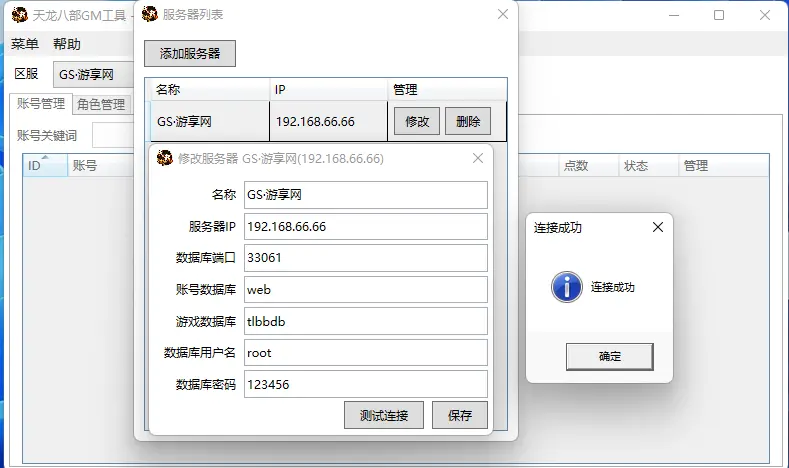 天龙八部GM工具 -
菜单 帮助
区服 GS·游享网
账号管理 角色管理
账号关键词
ID 账号 点数 状态 管理
服务器列表
添加服务器
名称 IP 管理
GS·游享网 192.168.66.66 修改 删除
修改服务器 GS·游享网(192.168.66.66)
名称 GS·游享网
服务器IP 192.168.66.66
数据库端口 33061
账号数据库 web
游戏数据库 tlbbdb
数据库用户名 root
数据库密码 123456
测试连接 保存
连接成功
连接成功
确定